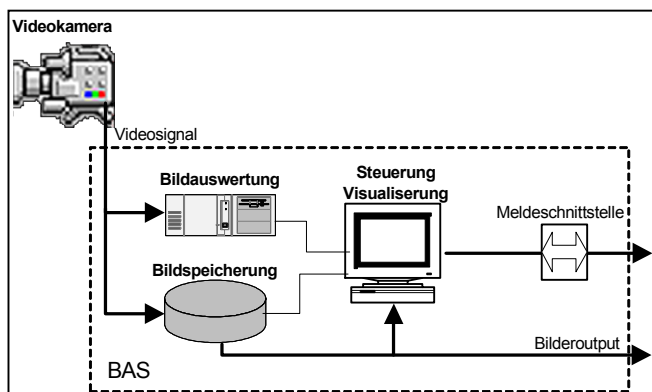 Videokamera
Videosignal
Bildauswertung
Steuerung
Visualiserung
Meldeschnittstelle
Bildspeicherung
Bilderoutput
BAS